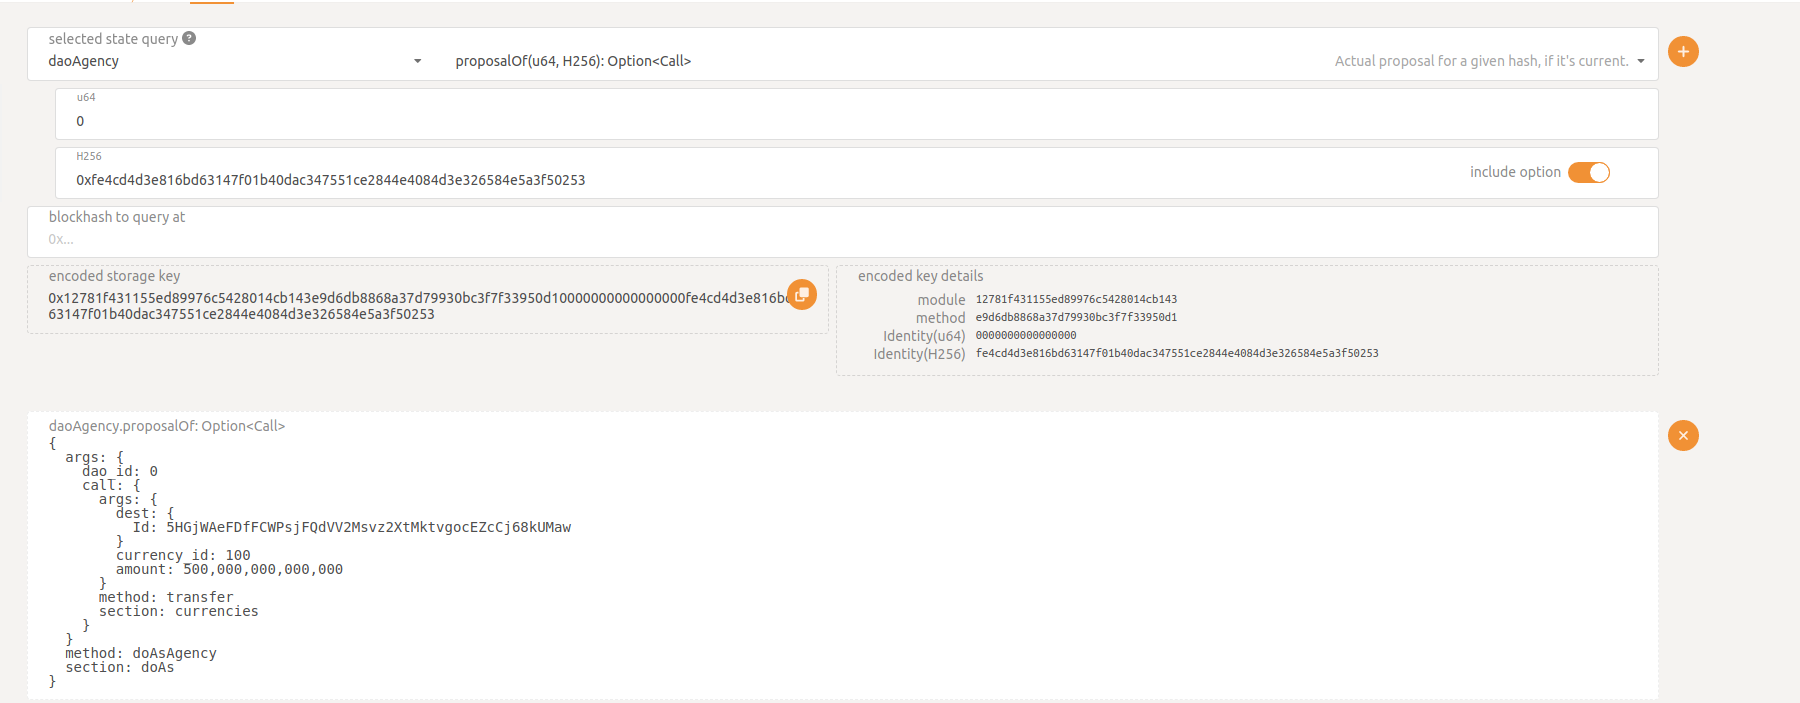 selected state query ?
daoAgency
proposalOf(u64, H256): Option<Call>
Actual proposal for a given hash, if it's current.
u64
0
H256
0xfe4cd4d3e816bd63147f01b40dac347551ce2844e4084d3e326584e5a3f50253
include option
blockhash to query at
0x...
encoded storage key
0x12781f431155ed89976c5428014cb143e9d6db8868a37d79930bc3f7f33950d10000000000000000fe4cd4d3e816b
63147f01b40dac347551ce2844e4084d3e326584e5a3f50253
encoded key details
module 12781f431155ed89976c5428014cb143
method e9d6db8868a37d79930bc3f7f33950d1
Identity(u64) 0000000000000000
Identity(H256) fe4cd4d3e816bd63147f01b40dac347551ce2844e4084d3e326584e5a3f50253
daoAgency.proposalOf: Option<Call>
{
args: {
dao_id: 0
call: {
args: {
dest: {
Id: 5HGjWAeFDfFCWPsjFQdVV2Msvz2XtMktvgocEZcCj68kUMaw
}
currency_id: 100
amount: 500,000,000,000,000
}
method: transfer
section: currencies
}
}
method: doAsAgency
section: doAs
}